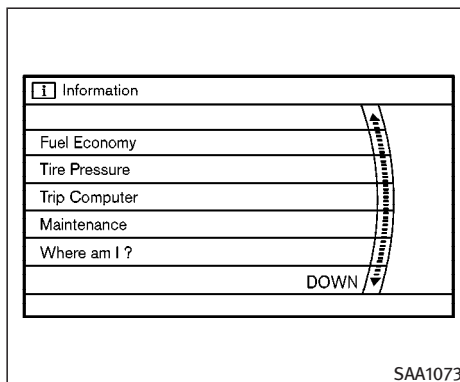 i Information
Fuel Economy
Tire Pressure
Trip Computer
Maintenance
Where am I ?
DOWN
SAA1073